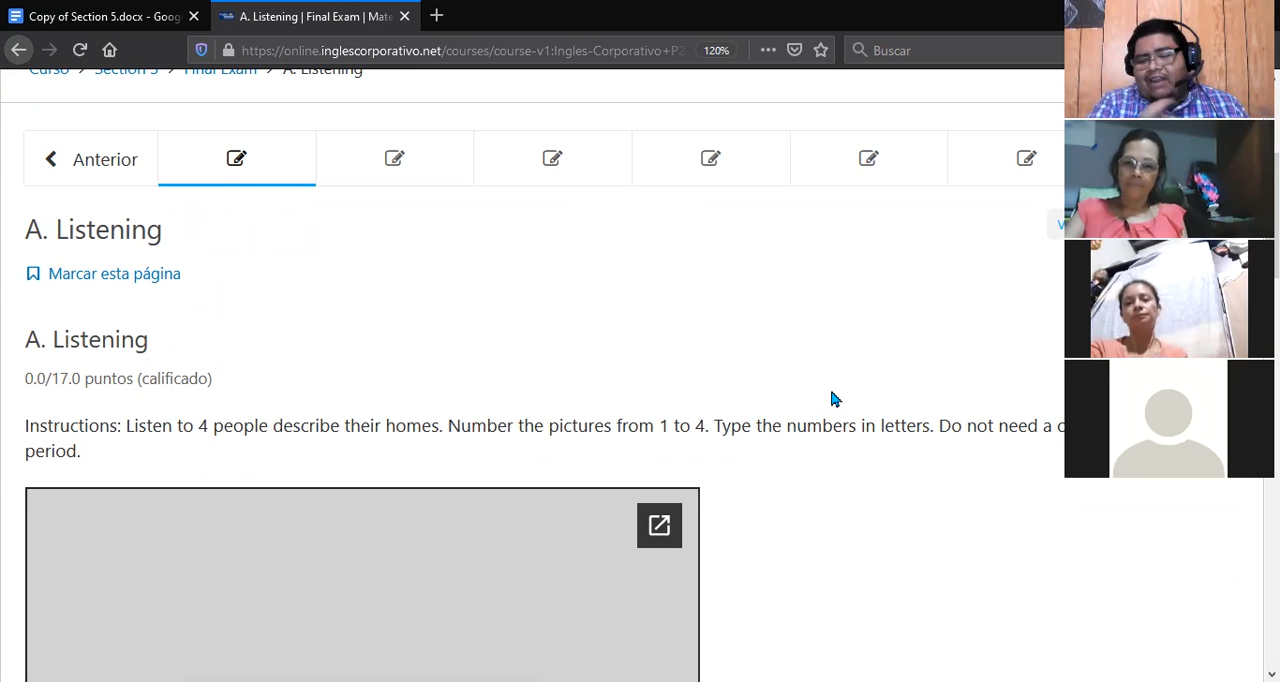 Copy of Section 5.docx - Goog
A. Listening | Final Exam | Mate
https://online.inglescorporativo.net/courses/course-v1:Ingles-Corporativo+P2
120%
Buscar
Curso > Section 5 > Final Exam > A. Listening
Anterior
A. Listening
Marcar esta página
A. Listening
0.0/17.0 puntos (calificado)
Instructions: Listen to 4 people describe their homes. Number the pictures from 1 to 4. Type the numbers in letters. Do not need a
period.